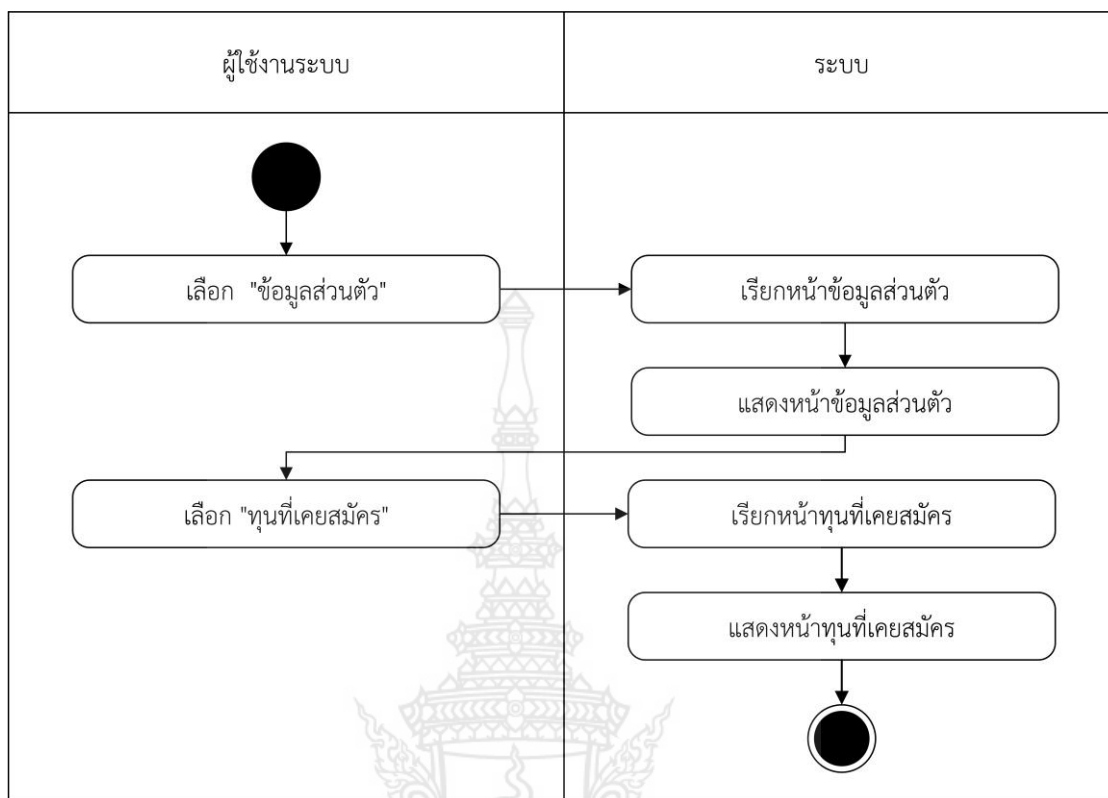 ผู้ใช้งานระบบ
ระบบ
เลือก "ข้อมูลส่วนตัว"
เรียกหน้าข้อมูลส่วนตัว
แสดงหน้าข้อมูลส่วนตัว
เลือก "ทุนที่เคยสมัคร"
เรียกหน้าทุนที่เคยสมัคร
แสดงหน้าทุนที่เคยสมัคร